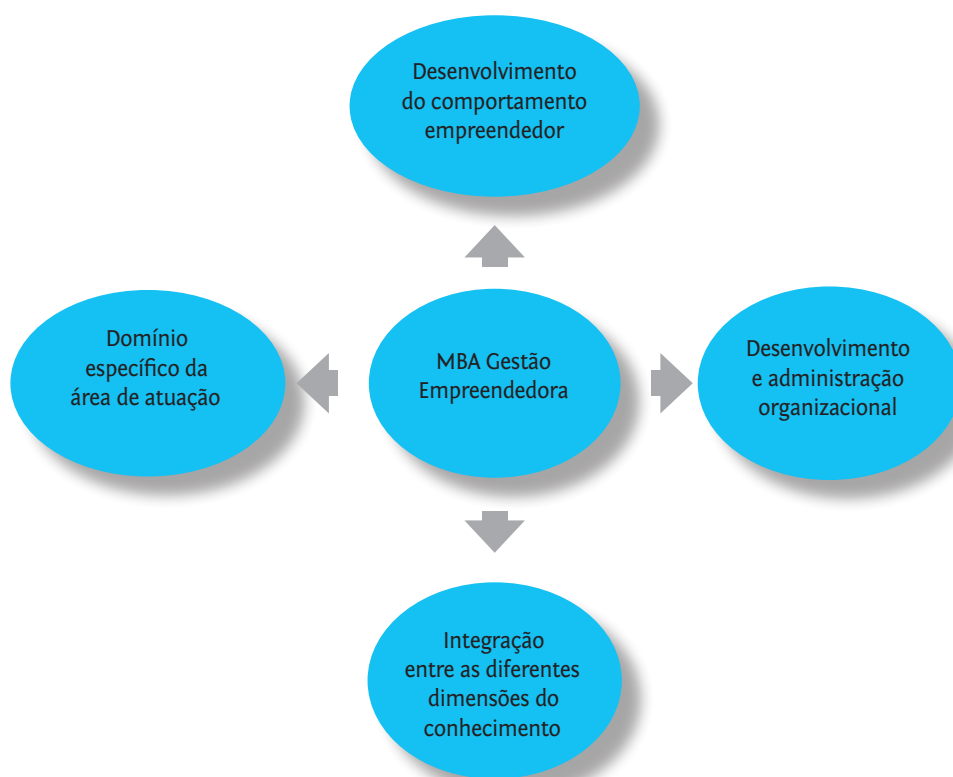 Desenvolvimento
do comportamento
empreendedor
Domínio
específico da
área de atuação
MBA Gestão
Empreendedora
Desenvolvimento
e administração
organizacional
Integração
entre as diferentes
dimensões do
conhecimento